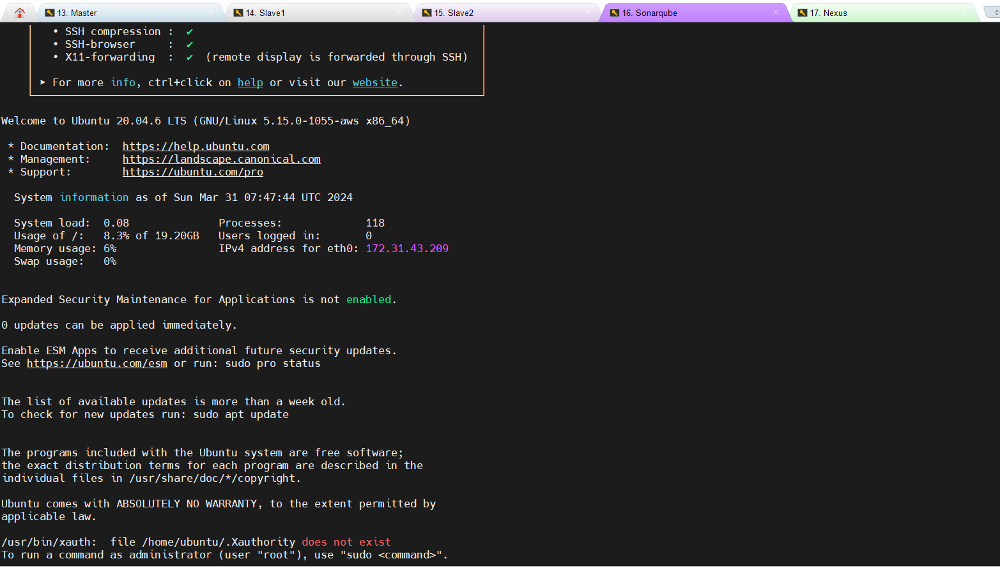 13. Master
14. Slave1
15. Slave2
16. Sonarqube
17. Nexus
• SSH compression : ✔
• SSH-browser     : ✔
• X11-forwarding  : ✔  (remote display is forwarded through SSH)
➤ For more info, ctrl+click on help or visit our website.
Welcome to Ubuntu 20.04.6 LTS (GNU/Linux 5.15.0-1055-aws x86_64)
* Documentation:  https://help.ubuntu.com
* Management:     https://landscape.canonical.com
* Support:        https://ubuntu.com/pro
System information as of Sun Mar 31 07:47:44 UTC 2024
System load:  0.08              Processes:             118
Usage of /:   8.3% of 19.20GB   Users logged in:       0
Memory usage: 6%                IPv4 address for eth0: 172.31.43.209
Swap usage:   0%
Expanded Security Maintenance for Applications is not enabled.
0 updates can be applied immediately.
Enable ESM Apps to receive additional future security updates.
See https://ubuntu.com/esm or run: sudo pro status
The list of available updates is more than a week old.
To check for new updates run: sudo apt update
The programs included with the Ubuntu system are free software;
the exact distribution terms for each program are described in the
individual files in /usr/share/doc/*/copyright.
Ubuntu comes with ABSOLUTELY NO WARRANTY, to the extent permitted by
applicable law.
/usr/bin/xauth:  file /home/ubuntu/.Xauthority does not exist
To run a command as administrator (user "root"), use "sudo <command>".